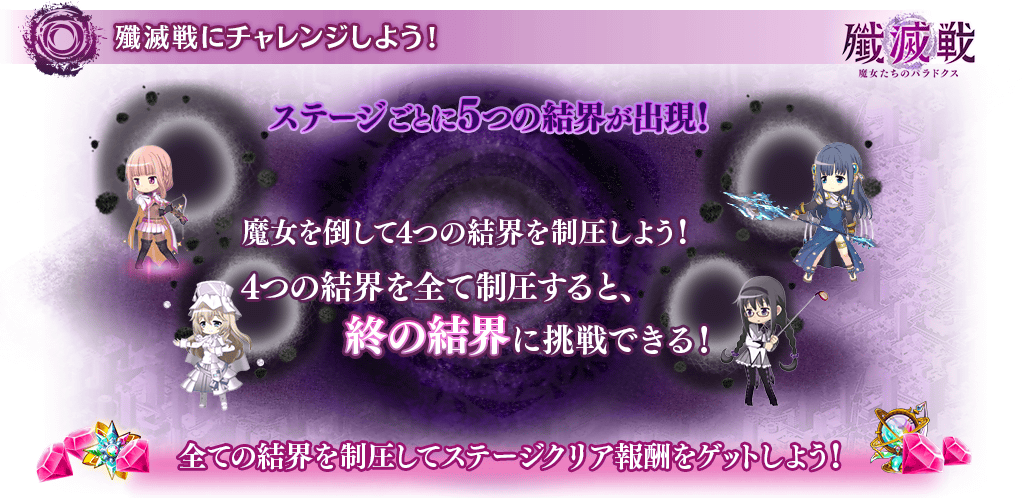 殲滅戦にチャレンジしよう!
殲滅戦
魔女たちのパラドクス
ステージごとに5つの結界が出現!
魔女を倒して4つの結界を制圧しよう!
4つの結界を全て制圧すると、
終の結界に挑戦できる!
全ての結界を制圧してステージクリア報酬をゲットしよう!